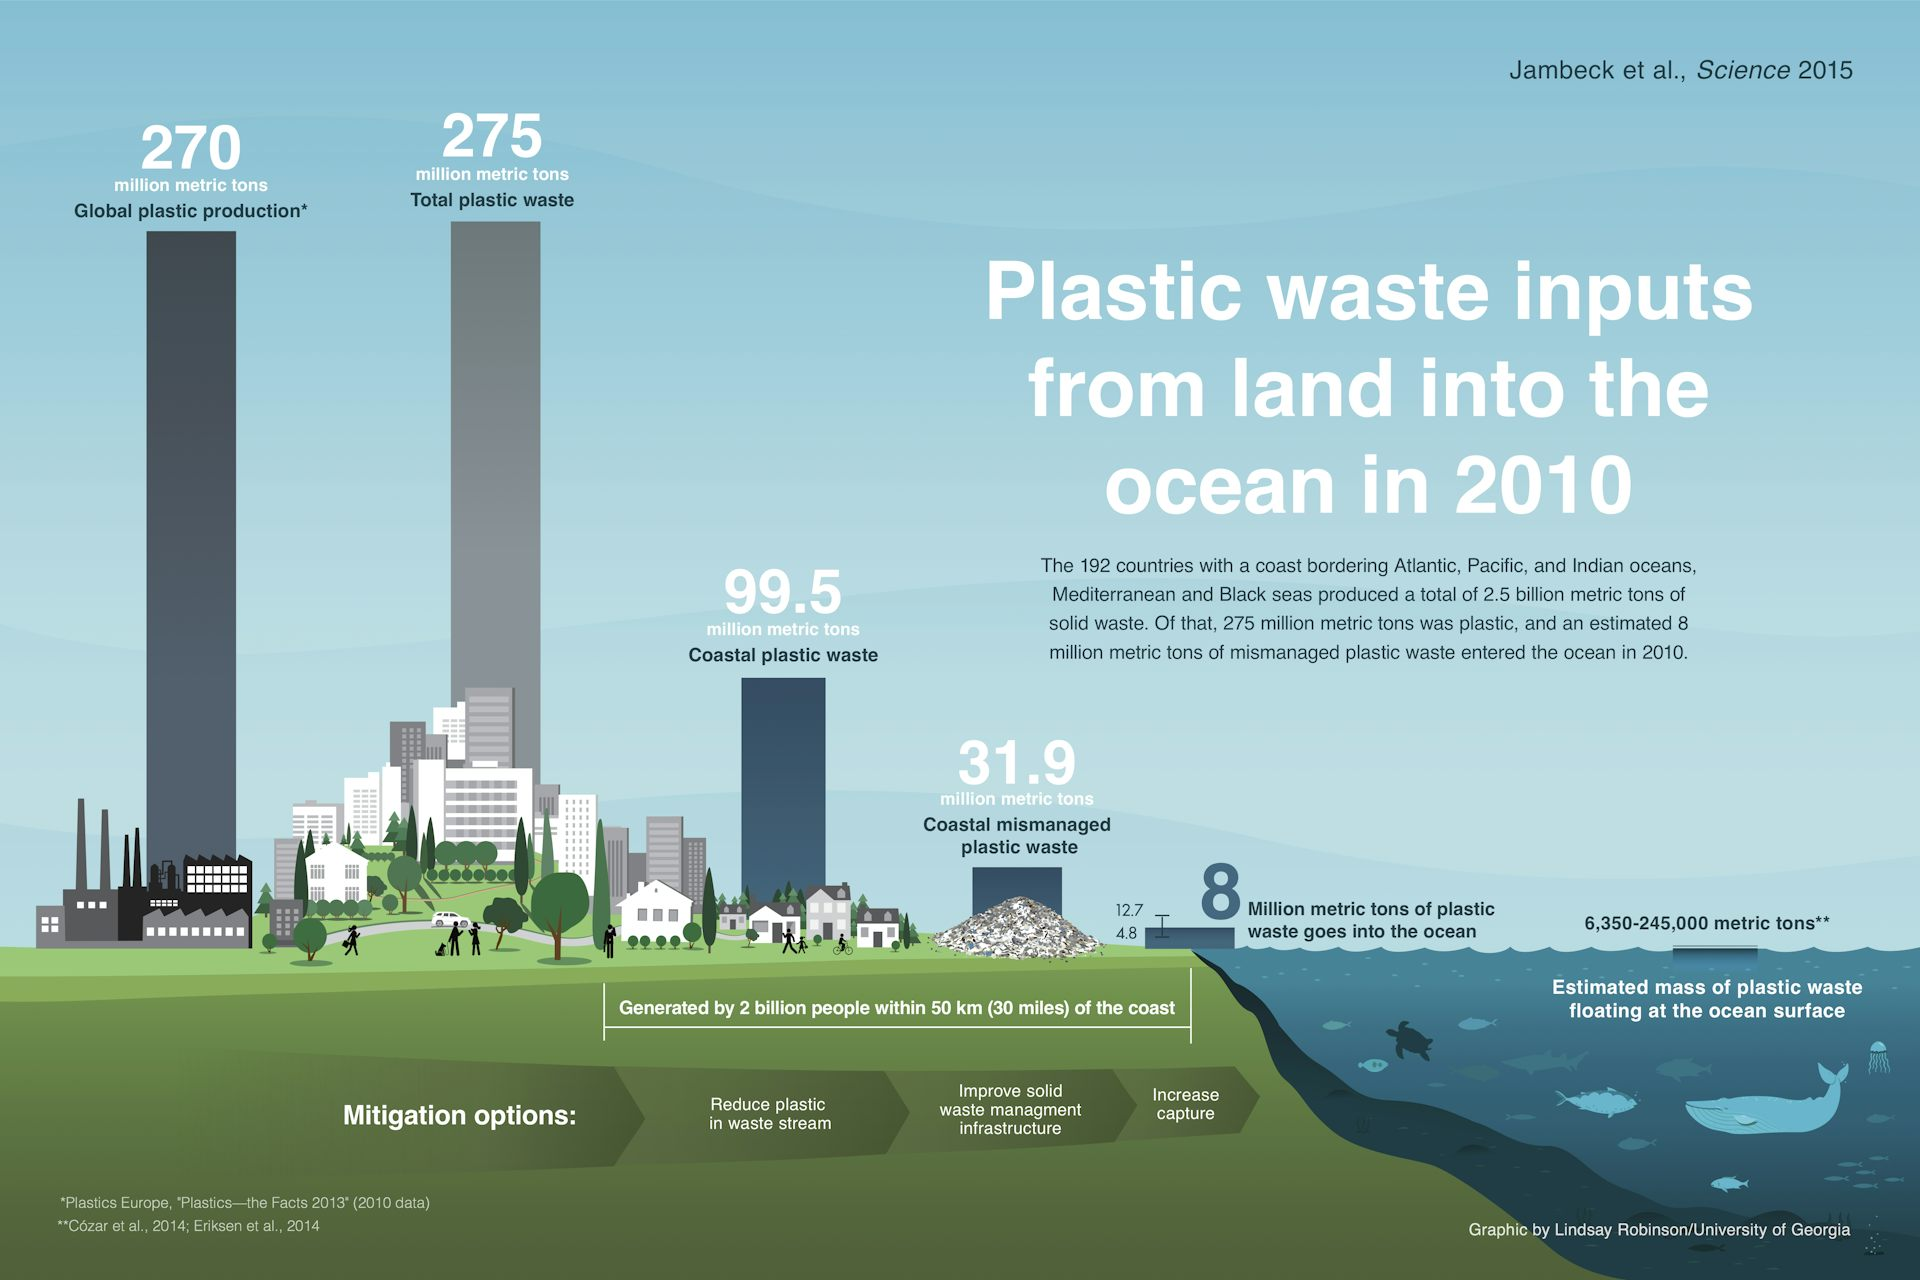 Jambeck et al., Science 2015
270
million metric tons
Global plastic production*
275
million metric tons
Total plastic waste
Plastic waste inputs
from land into the
ocean in 2010
The 192 countries with a coast bordering Atlantic, Pacific, and Indian oceans,
Mediterranean and Black seas produced a total of 2.5 billion metric tons of
solid waste. Of that, 275 million metric tons was plastic, and an estimated 8
million metric tons of mismanaged plastic waste entered the ocean in 2010.
99.5
million metric tons
Coastal plastic waste
31.9
million metric tons
Coastal mismanaged
plastic waste
12.7
4.8
8
Million metric tons of plastic
waste goes into the ocean
6,350-245,000 metric tons**
Estimated mass of plastic waste
floating at the ocean surface
Generated by 2 billion people within 50 km (30 miles) of the coast
Mitigation options:
Reduce plastic
in waste stream
Improve solid
waste managment
infrastructure
Increase
capture
*Plastics Europe, "Plastics—the Facts 2013" (2010 data)
**Cózar et al., 2014; Eriksen et al., 2014
Graphic by Lindsay Robinson/University of Georgia